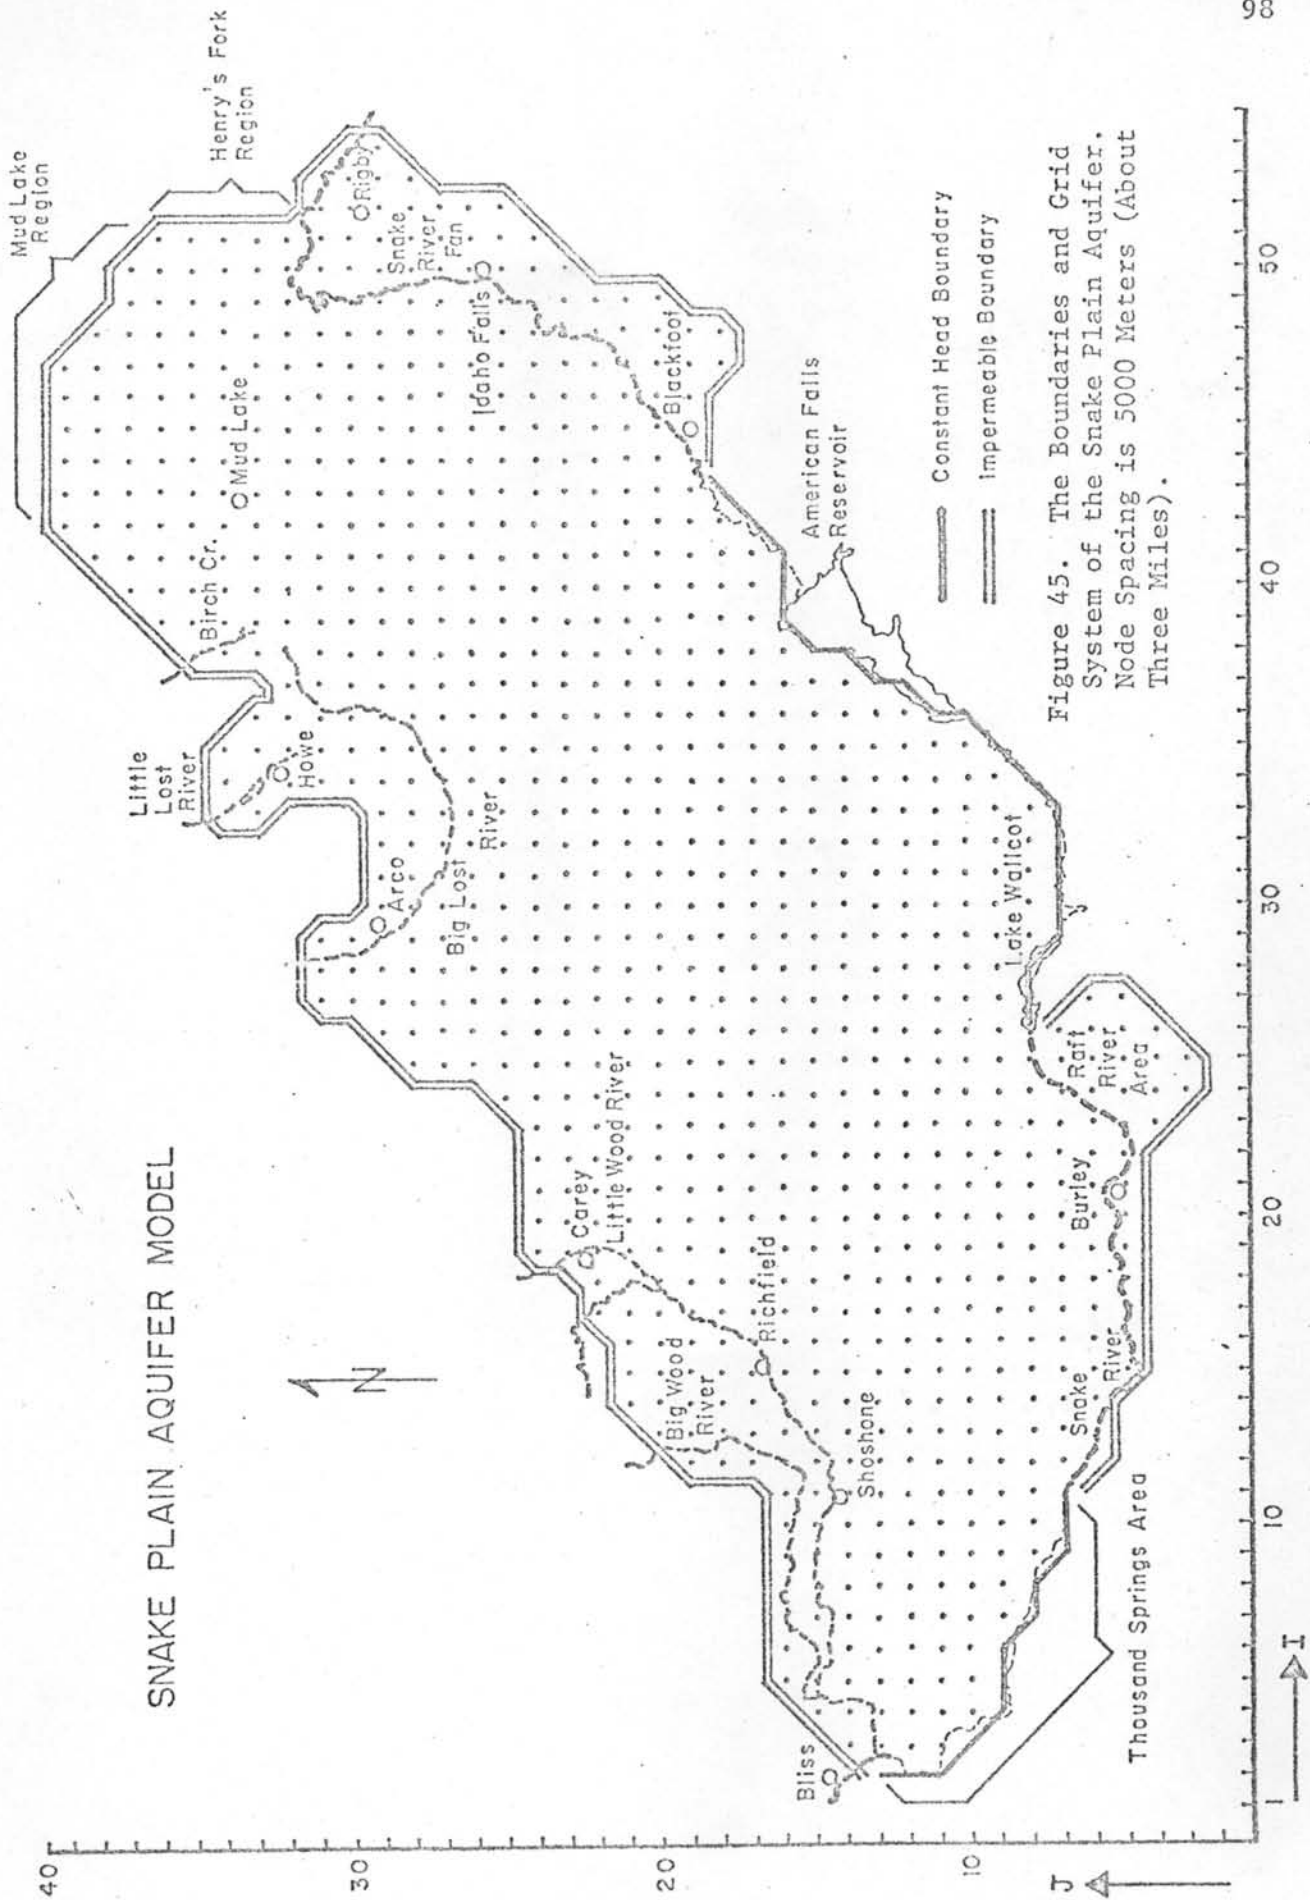 98
SNAKE PLAIN AQUIFER MODEL
Mud Lake
Region
Henry's Fork
Region
Little
Lost
River
Birch Cr.
Howe
Mud Lake
Rigby
Snake
River
Fan
Arco
Big Lost
River
Idaho Falls
Blackfoot
Carey
Little Wood River
American Falls
Reservoir
Big Wood
River
Richfield
Shoshone
Lake Wallcot
Bliss
Raft
River
Area
Burley
Snake
River
Thousand Springs Area
Constant Head Boundary
Impermeable Boundary
Figure 45. The Boundaries and Grid
System of the Snake Plain Aquifer.
Node Spacing is 5000 Meters (About
Three Miles).
40
30
20
10
J
1
10
20
30
40
50
I
N